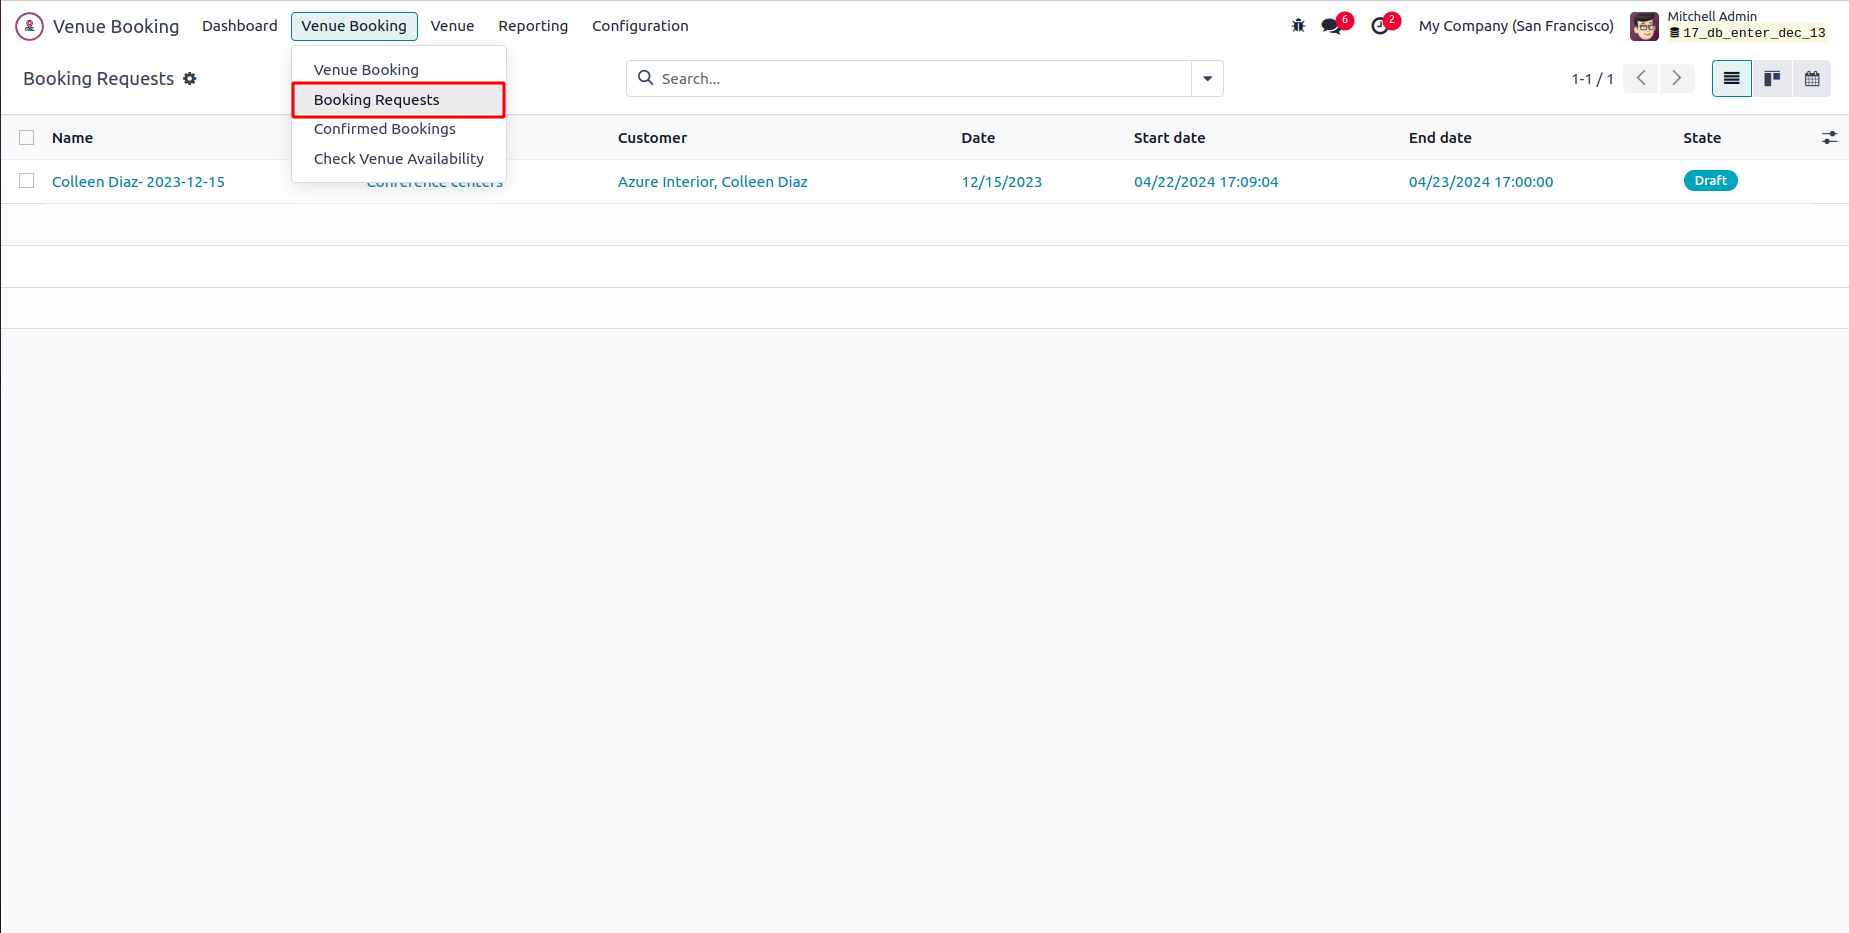 Venue Booking Dashboard Venue Booking Venue Reporting Configuration 6 2 My Company (San Francisco) Mitchell Admin
17_db_enter_dec_13
Booking Requests Search... 1-1 / 1
Venue Booking
Booking Requests
Confirmed Bookings
Check Venue Availability
Name Customer Date Start date End date State
Colleen Diaz- 2023-12-15 Conference centers Azure Interior, Colleen Diaz 12/15/2023 04/22/2024 17:09:04 04/23/2024 17:00:00 Draft